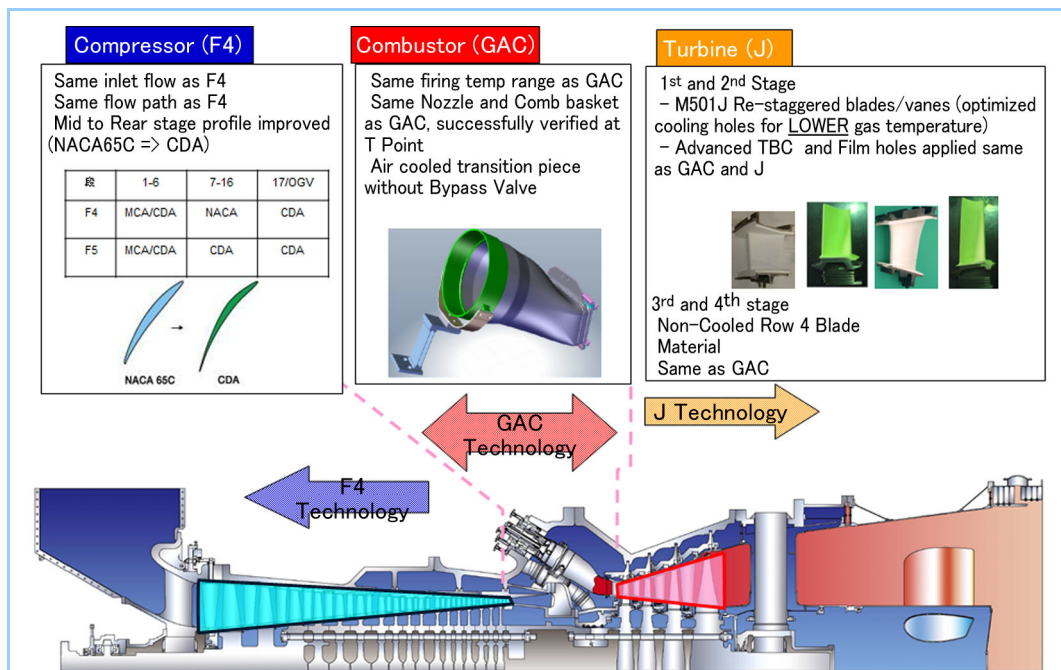 Compressor (F4)
Same inlet flow as F4
Same flow path as F4
Mid to Rear stage profile improved
(NACA65C => CDA)
段 1-6 7-16 17/OGV
F4 MCA/CDA NACA CDA
F5 MCA/CDA CDA CDA
NACA 65C → CDA
Combustor (GAC)
Same firing temp range as GAC
Same Nozzle and Comb basket
as GAC, successfully verified at
T Point
Air cooled transition piece
without Bypass Valve
Turbine (J)
1st and 2nd Stage
- M501J Re-staggered blades/vanes (optimized
cooling holes for LOWER gas temperature)
- Advanced TBC and Film holes applied same
as GAC and J
3rd and 4th stage
Non-Cooled Row 4 Blade
Material
Same as GAC
F4
Technology
GAC
Technology
J Technology